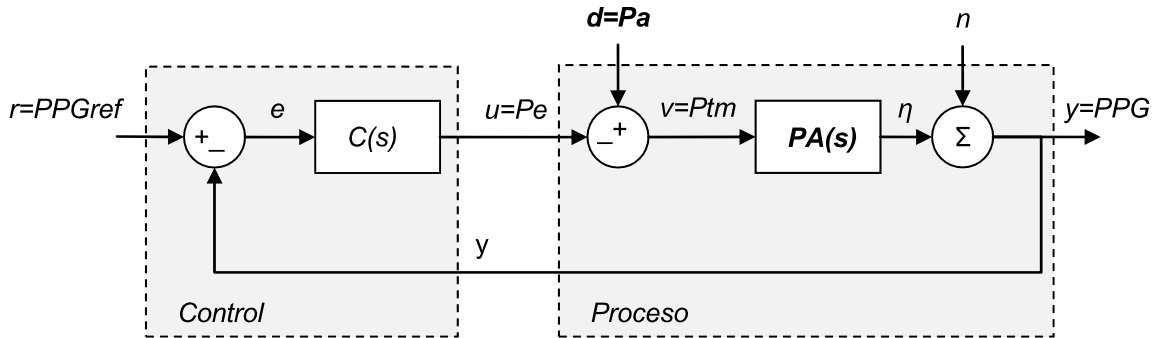 d=Pa
n
r=PPGref
e
u=Pe
v=Ptm
η
y=PPG
+
_
C(s)
_
+
PA(s)
Σ
y
Control
Proceso